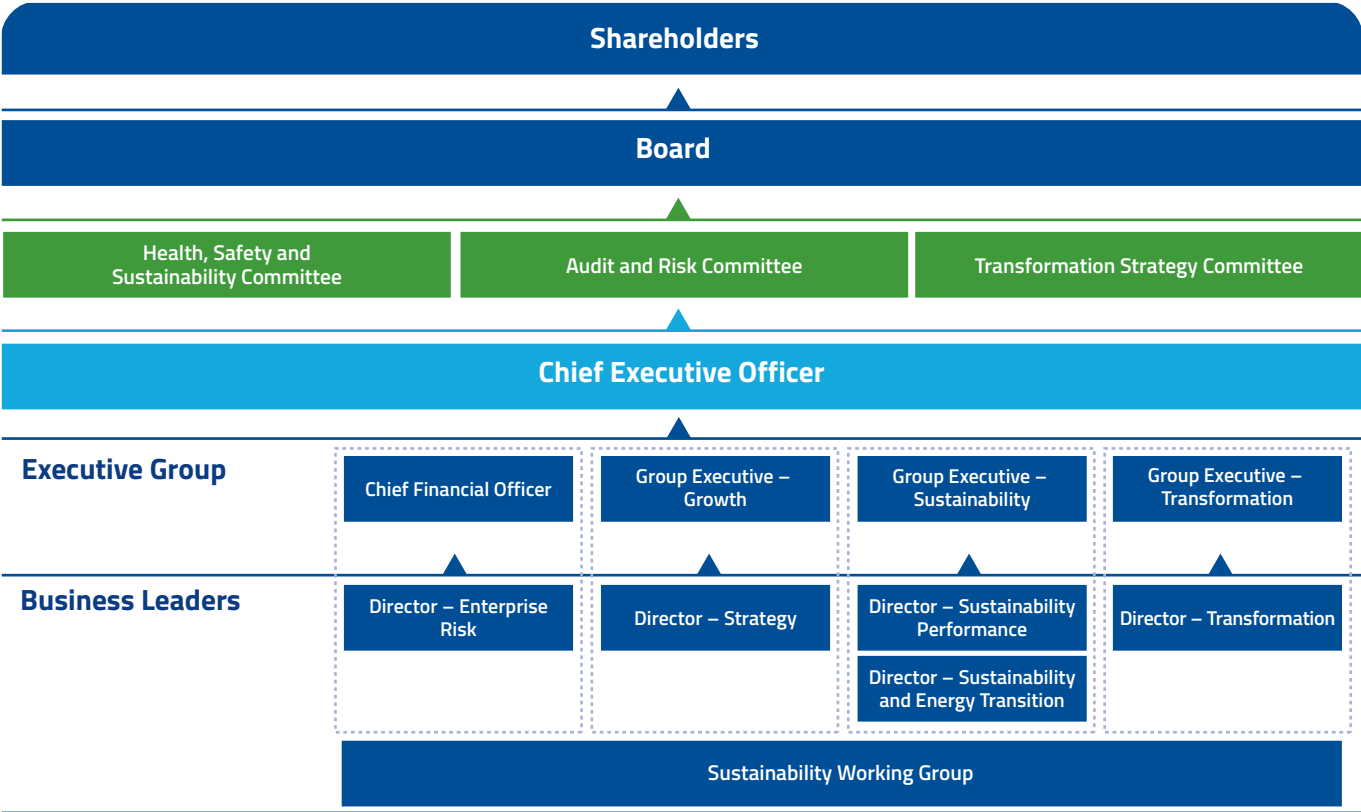 Shareholders
Board
Health, Safety and
Sustainability Committee
Audit and Risk Committee
Transformation Strategy Committee
Chief Executive Officer
Executive Group
Chief Financial Officer
Group Executive –
Growth
Group Executive –
Sustainability
Group Executive –
Transformation
Business Leaders
Director – Enterprise
Risk
Director – Strategy
Director – Sustainability
Performance
Director – Sustainability
and Energy Transition
Director – Transformation
Sustainability Working Group